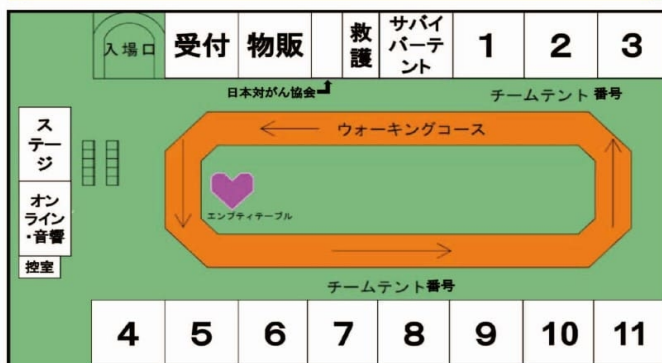 入場口
受付
物販
救護
サバイ
バーテ
ント
1
2
3
日本対がん協会
チームテント 番号
ステージ
オン
ライン
・音響
控室
ウォーキングコース
エンプティテーブル
チームテント番号
4
5
6
7
8
9
10
11